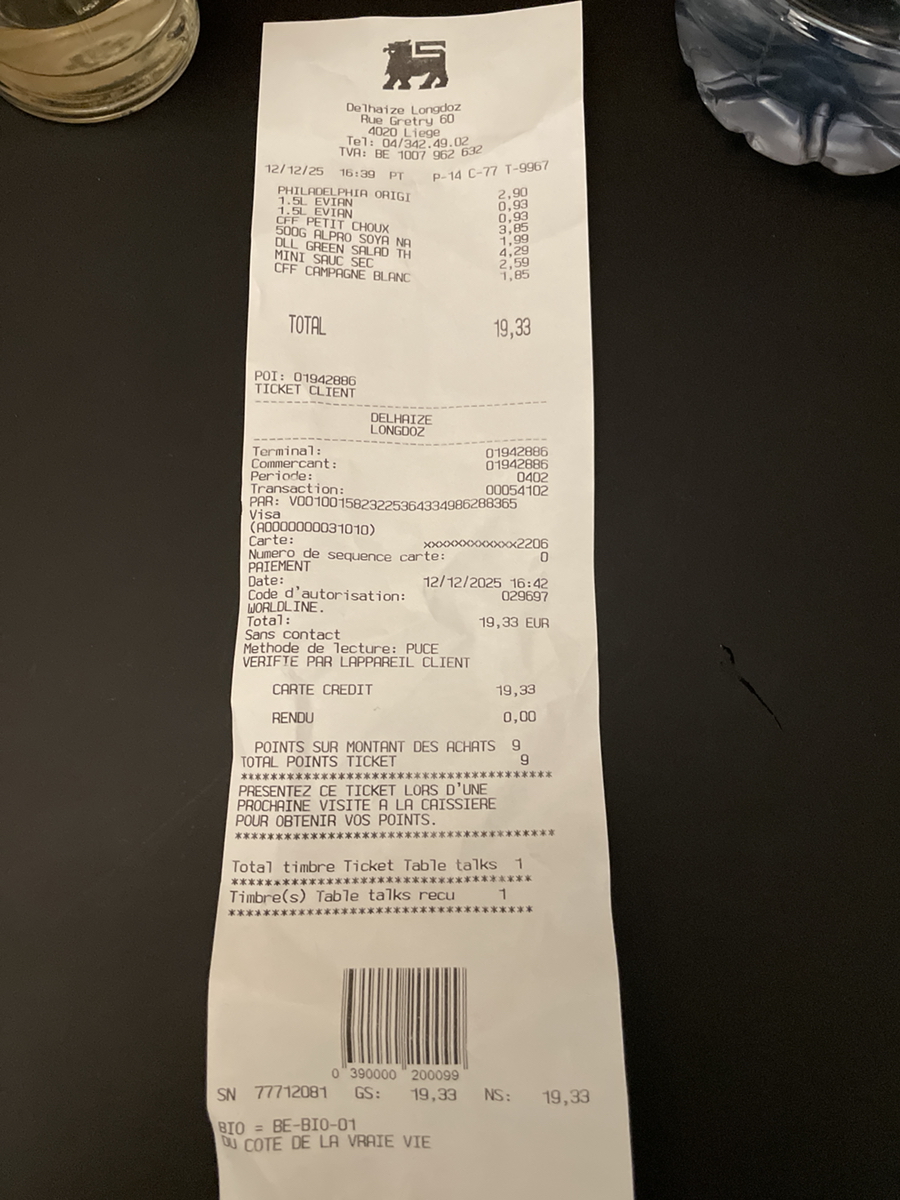 Delhaize Longdoz
Rue Gretry 60
4020 Liege
Tel: 04/342.49.02
TVA: BE 1007 962 632
12/12/25 16:39 PT P-14 C-77 T-9967
PHILADELPHIA ORIGI 2,90
1.5L EVIAN 0,93
1.5L EVIAN 0,93
CFF PETIT CHOUX 3,85
500G ALPRO SOYA NA 1,99
DLL GREEN SALAD TH 4,29
MINI SAUC SEC 2,59
CFF CAMPAGNE BLANC 1,85
TOTAL 19,33
POI: 01942886
TICKET CLIENT
DELHAIZE
LONGDOZ
Terminal: 01942886
Commercant: 01942886
Periode: 0402
Transaction: 00054102
PAR: V0010015823225364334986288365
Visa
(A0000000031010)
Carte: xxxxxxxxxxxx2206
Numero de sequence carte: 0
PAIEMENT
Date: 12/12/2025 16:42
Code d'autorisation: 029697
WORLDLINE.
Total: 19,33 EUR
Sans contact
Methode de lecture: PUCE
VERIFIE PAR LAPPAREIL CLIENT
CARTE CREDIT 19,33
RENDU 0,00
POINTS SUR MONTANT DES ACHATS 9
TOTAL POINTS TICKET 9
****************************************
PRESENTEZ CE TICKET LORS D'UNE
PROCHAINE VISITE A LA CAISSIERE
POUR OBTENIR VOS POINTS.
****************************************
Total timbre Ticket Table talks 1
**************************************
Timbre(s) Table talks recu 1
**************************************
0 390000 200099
SN 77712081 GS: 19,33 NS: 19,33
BIO = BE-BIO-01
DU COTE DE LA VRAIE VIE